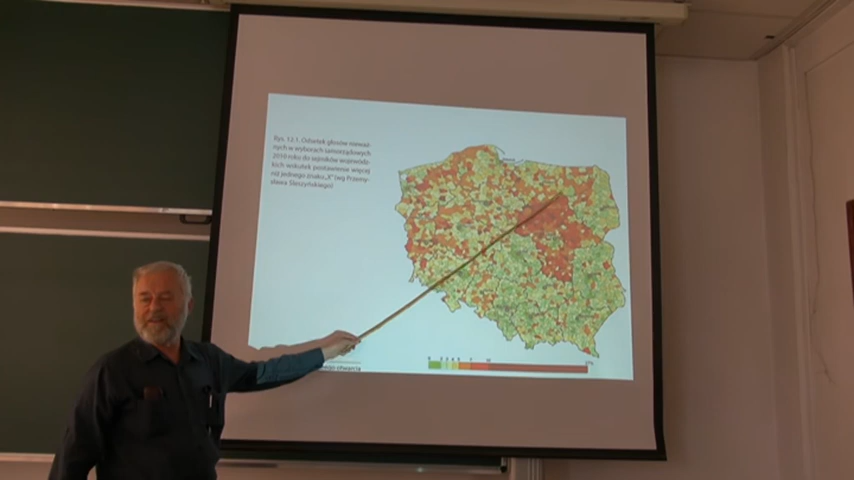 Rys. 12.1. Odsetek głosów nieważ-
nych w wyborach samorządowych
2010 roku do sejmików wojewódz-
kich wskutek postawienia więcej
niż jednego znaku „X” (wg Przemy-
sława Śleszyńskiego)
otwarcia